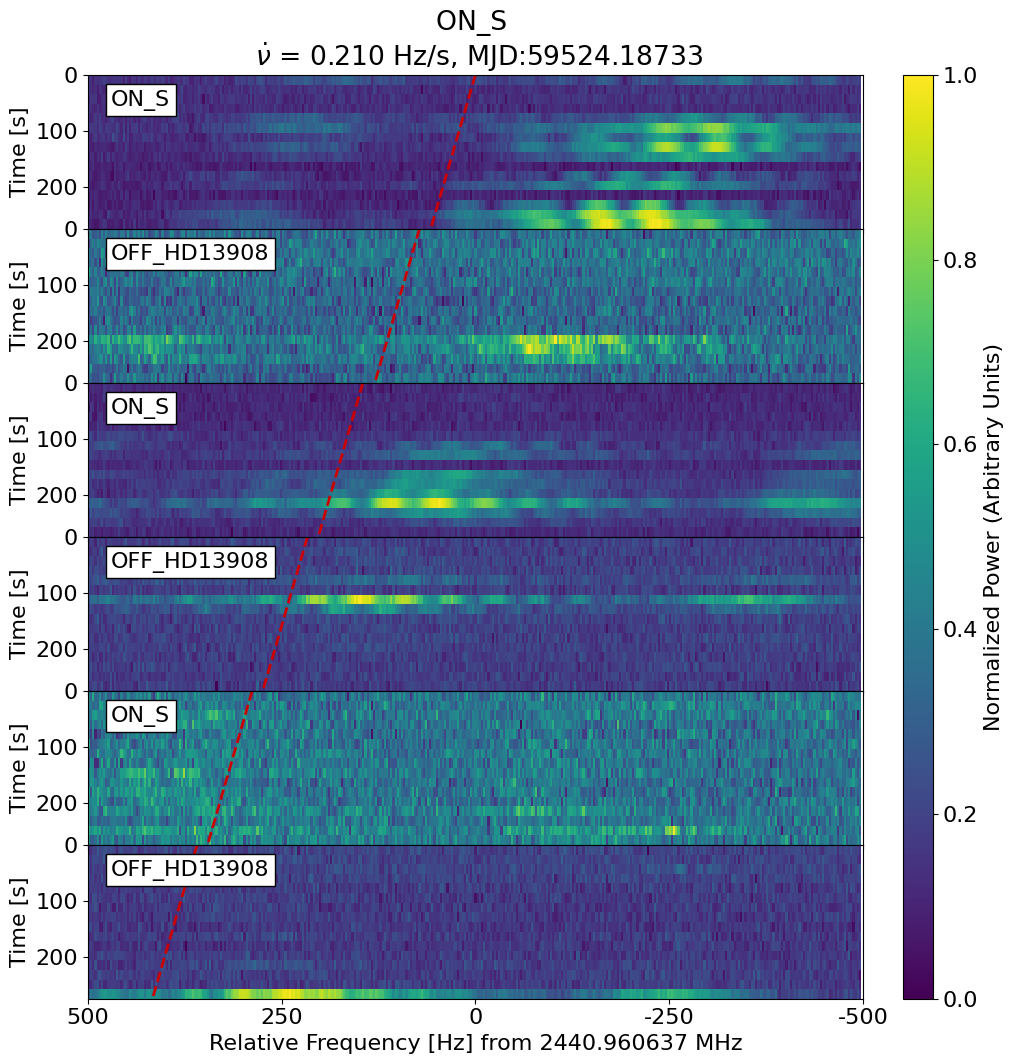 ON_S
ν̇ = 0.210 Hz/s, MJD:59524.18733
0
ON_S
100
200
Time [s]
0
OFF_HD13908
100
200
Time [s]
0
ON_S
100
200
Time [s]
0
OFF_HD13908
100
200
Time [s]
0
ON_S
100
200
Time [s]
0
OFF_HD13908
100
200
Time [s]
500 250 0 -250 -500
Relative Frequency [Hz] from 2440.960637 MHz
1.0
0.8
0.6
0.4
0.2
0.0
Normalized Power (Arbitrary Units)